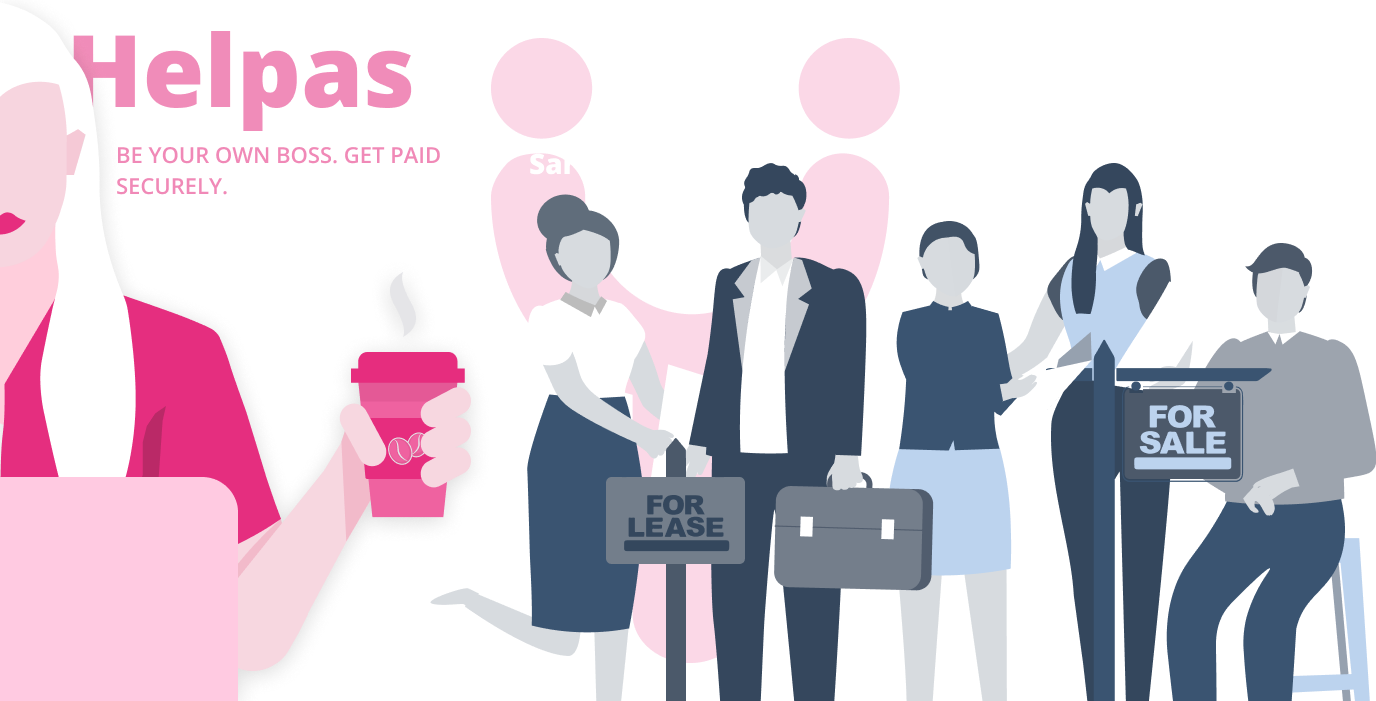 Helpas
BE YOUR OWN BOSS. GET PAID
SECURELY.
FOR
SALE
FOR
LEASE